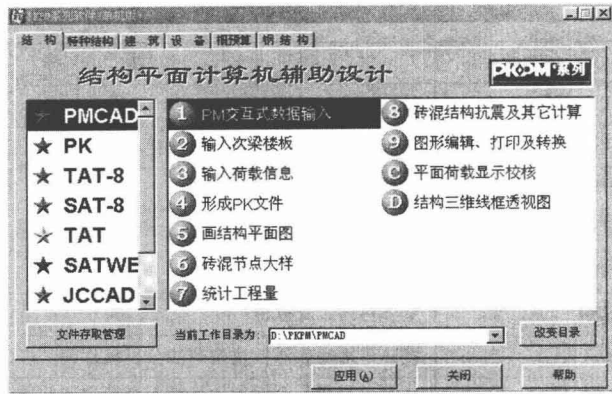 结 构 特种结构 建 筑 设 备 概预算 钢 结 构
结构平面计算机辅助设计
PKPM 系列
PMCAD
PK
TAT-8
SAT-8
TAT
SATWE
JCCAD
1 PM交互式数据输入
2 输入次梁楼板
3 输入荷载信息
4 形成PK文件
5 画结构平面图
6 砖混节点大样
7 统计工程量
8 砖混结构抗震及其它计算
9 图形编辑、打印及转换
C 平面荷载显示校核
D 结构三维线框透视图
文件存取管理
当前工作目录为: D:\PKPM\PMCAD
改变目录
应用(A) 关闭 帮助